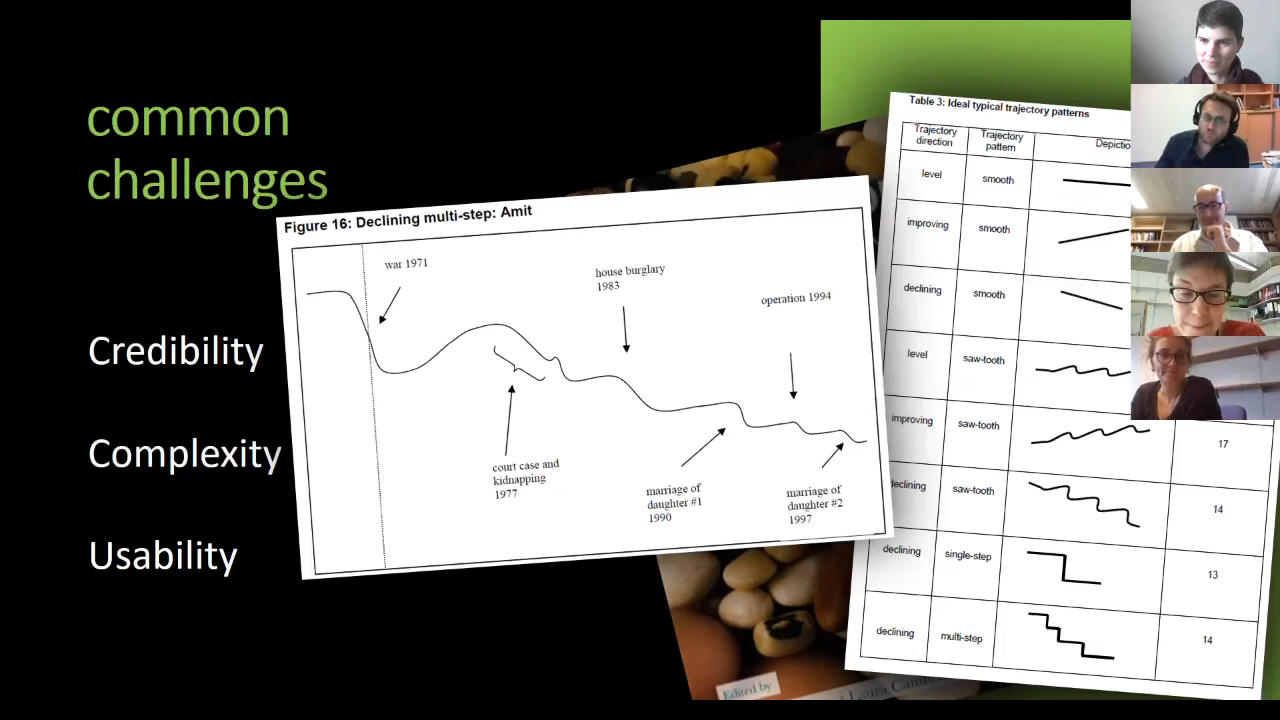 common
challenges
Credibility
Complexity
Usability
Figure 16: Declining multi-step: Amit
war 1971
house burglary
1983
operation 1994
court case and
kidnapping
1977
marriage of
daughter #1
1990
marriage of
daughter #2
1997
Table 3: Ideal typical trajectory patterns
Trajectory
direction
Trajectory
pattern
level
smooth
improving
smooth
declining
smooth
level
saw-tooth
improving
saw-tooth
17
declining
saw-tooth
14
declining
single-step
13
declining
multi-step
14
Edited by
Laura